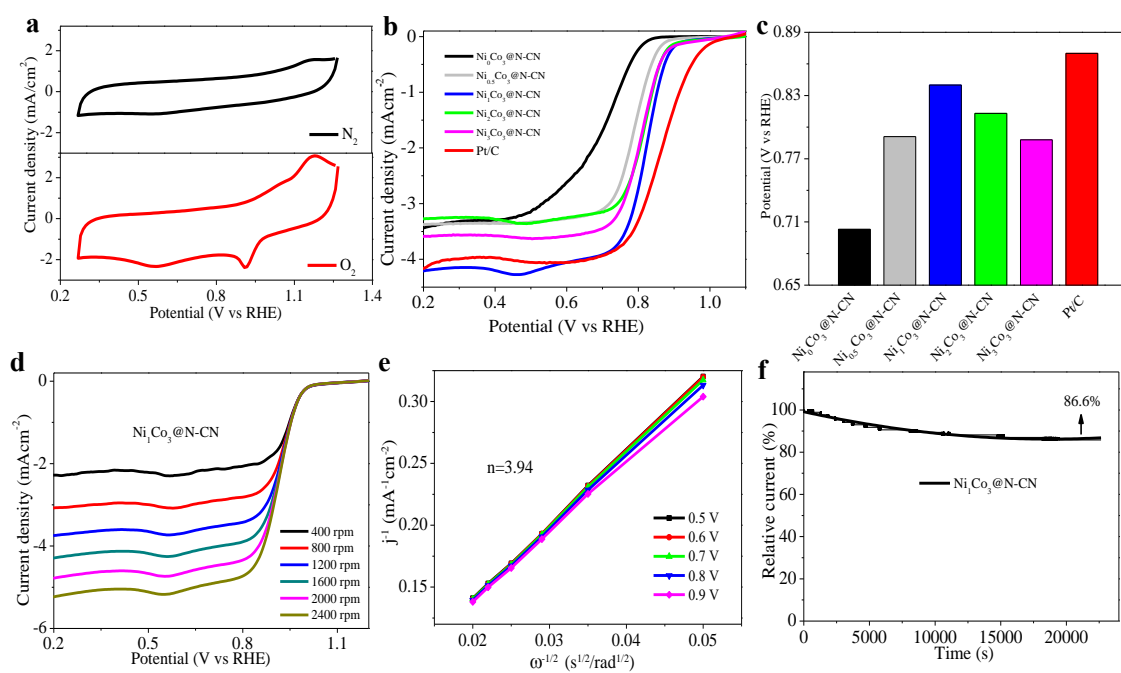 a
Current density (mA/cm²)
2
0
-2
N₂
2
0
-2
O₂
0.2 0.6 1.1 1.4
Potential (V vs RHE)
b
Current density (mAcm⁻²)
0
-1
-2
-3
-4
Ni₀Co₃@N-CN
Ni₀.₅Co₃@N-CN
Ni₁Co₃@N-CN
Ni₂Co₃@N-CN
Ni₃Co₃@N-CN
Pt/C
0.2 0.4 0.6 0.8 1.0
Potential (V vs RHE)
c
Potential (V vs RHE)
0.89
0.83
0.77
0.71
0.65
Ni₀Co₃@N-CN
Ni₀.₅Co₃@N-CN
Ni₁Co₃@N-CN
Ni₂Co₃@N-CN
Ni₃Co₃@N-CN
Pt/C
d
Current density (mAcm⁻²)
0
-2
-4
-6
Ni₁Co₃@N-CN
400 rpm
800 rpm
1200 rpm
1600 rpm
2000 rpm
2400 rpm
0.2 0.5 0.8 1.1
Potential (V vs RHE)
e
j⁻¹ (mA⁻¹cm⁻²)
0.30
0.25
0.20
0.15
n=3.94
0.5 V
0.6 V
0.7 V
0.8 V
0.9 V
0.02 0.03 0.04 0.05
ω⁻¹/² (s¹/²/rad¹/²)
f
Relative current (%)
120
100
80
60
40
20
0
86.6%
Ni₁Co₃@N-CN
0 5000 10000 15000 20000
Time (s)